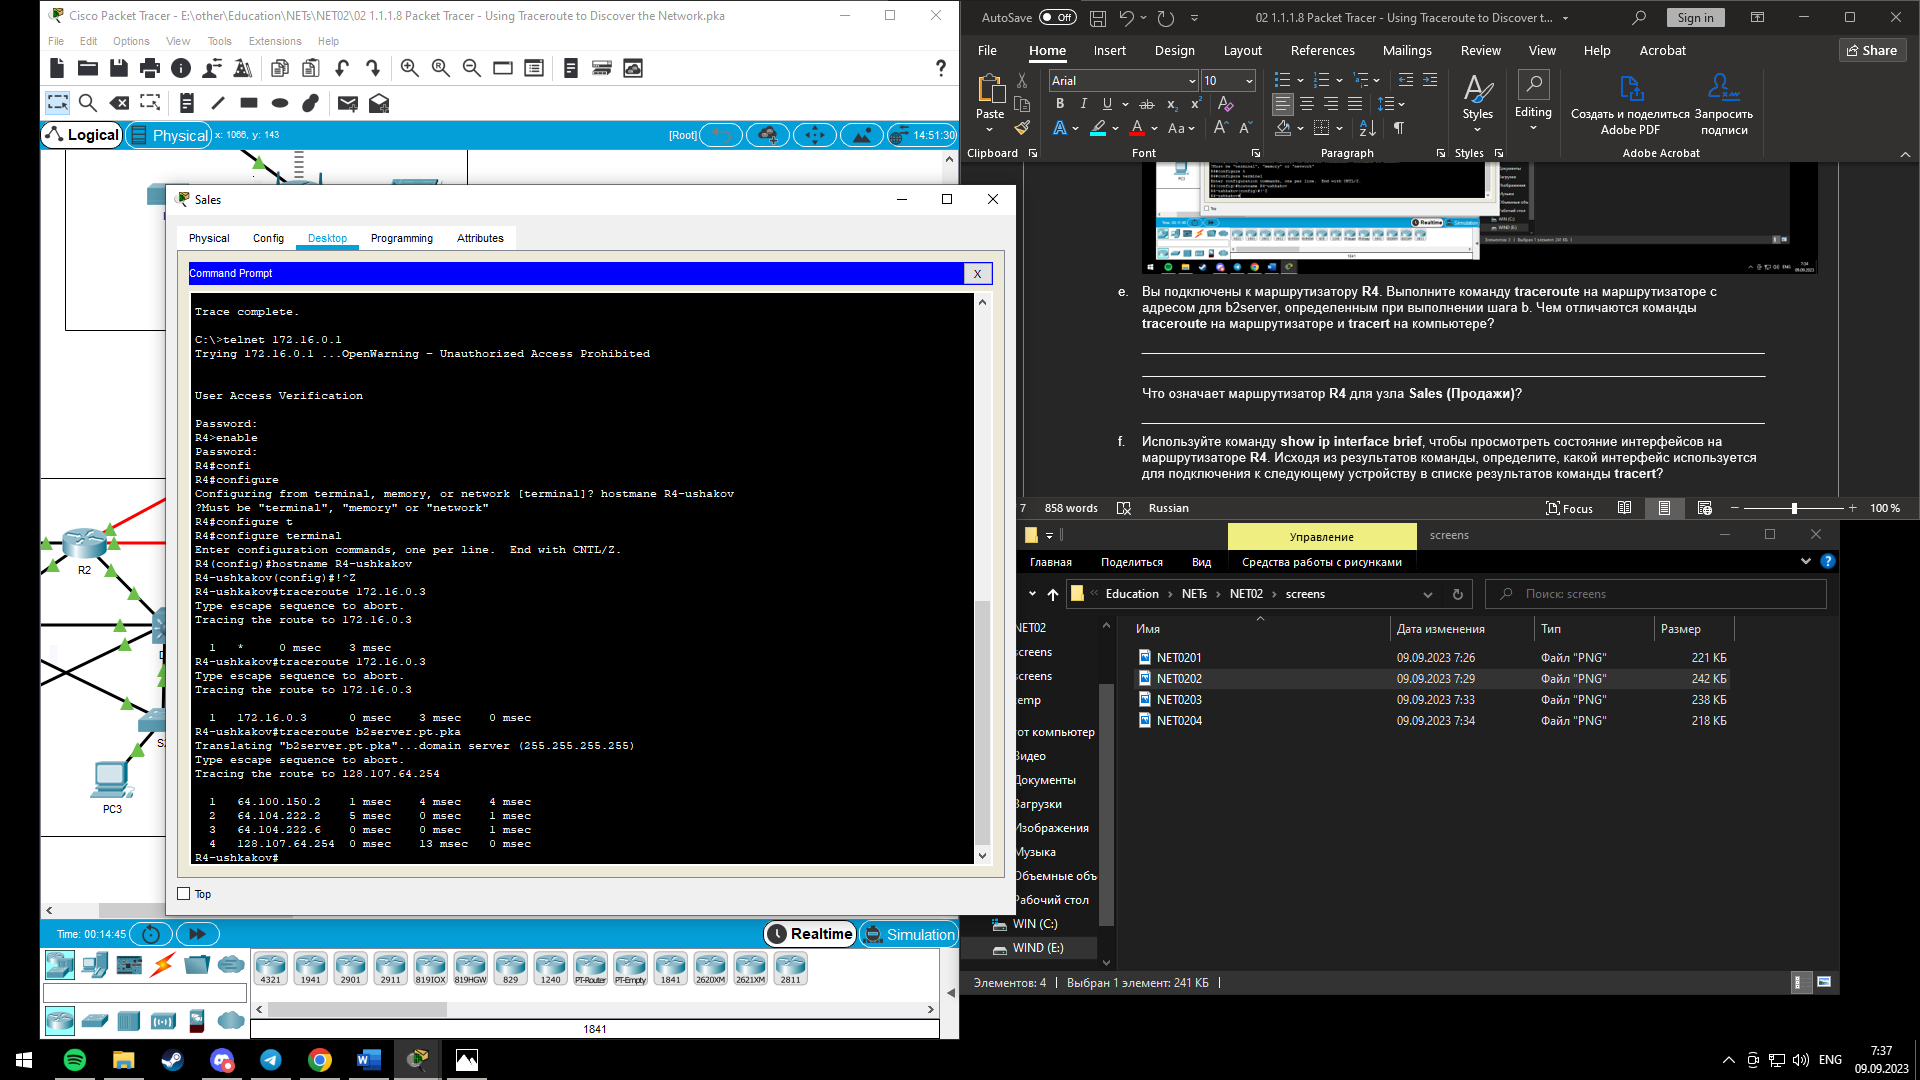 Cisco Packet Tracer - E:\other\Education\NETs\NET02\02 1.1.1.8 Packet Tracer - Using Traceroute to Discover the Network.pka
File Edit Options View Tools Extensions Help
Logical Physical x: 1066, y: 143 [Root] 14:51:30
R2
PC3
Sales
Physical Config Desktop Programming Attributes
Command Prompt X
Trace complete.
C:\>telnet 172.16.0.1
Trying 172.16.0.1 ...OpenWarning - Unauthorized Access Prohibited
User Access Verification
Password:
R4>enable
Password:
R4#confi
R4#configure
Configuring from terminal, memory, or network [terminal]? hostmane R4-ushakov
?Must be "terminal", "memory" or "network"
R4#configure t
R4#configure terminal
Enter configuration commands, one per line.  End with CNTL/Z.
R4(config)#hostname R4-ushkakov
R4-ushkakov(config)#!^Z
R4-ushkakov#traceroute 172.16.0.3
Type escape sequence to abort.
Tracing the route to 172.16.0.3
1 * 0 msec 3 msec
R4-ushkakov#traceroute 172.16.0.3
Type escape sequence to abort.
Tracing the route to 172.16.0.3
1 172.16.0.3 0 msec 3 msec 0 msec
R4-ushkakov#traceroute b2server.pt.pka
Translating "b2server.pt.pka"...domain server (255.255.255.255)
Type escape sequence to abort.
Tracing the route to 128.107.64.254
1 64.100.150.2 1 msec 4 msec 4 msec
2 64.104.222.2 5 msec 0 msec 1 msec
3 64.104.222.6 0 msec 0 msec 1 msec
4 128.107.64.254 0 msec 13 msec 0 msec
R4-ushkakov#
Top
Time: 00:14:45 Realtime Simulation
4321 1941 2901 2911 819IOX 819HGW 829 1240 PT-Router PT-Empty 1841 2620XM 2621XM 2811
1841
AutoSave Off 02 1.1.1.8 Packet Tracer - Using Traceroute to Discover t... Sign in
File Home Insert Design Layout References Mailings Review View Help Acrobat Share
Paste Arial 10 Styles Editing Создать и поделиться Adobe PDF Запросить подписи
Clipboard Font Paragraph Styles Adobe Acrobat
e. Вы подключены к маршрутизатору R4. Выполните команду traceroute на маршрутизаторе с
адресом для b2server, определенным при выполнении шага b. Чем отличаются команды
traceroute на маршрутизаторе и tracert на компьютере?
Что означает маршрутизатор R4 для узла Sales (Продажи)?
f. Используйте команду show ip interface brief, чтобы просмотреть состояние интерфейсов на
маршрутизаторе R4. Исходя из результатов команды, определите, какой интерфейс используется
для подключения к следующему устройству в списке результатов команды tracert?
7 858 words Russian Focus 100 %
Управление screens
Главная Поделиться Вид Средства работы с рисунками
Education NETs NET02 screens Поиск: screens
Имя Дата изменения Тип Размер
NET0201 09.09.2023 7:26 Файл "PNG" 221 КБ
NET0202 09.09.2023 7:29 Файл "PNG" 242 КБ
NET0203 09.09.2023 7:33 Файл "PNG" 238 КБ
NET0204 09.09.2023 7:34 Файл "PNG" 218 КБ
NET02
screens
screens
temp
от компьютер
Видео
Документы
Загрузки
Изображения
Музыка
Объемные объ
Рабочий стол
WIN (C:)
WIND (E:)
Элементов: 4 Выбран 1 элемент: 241 КБ
ENG 7:37
09.09.2023